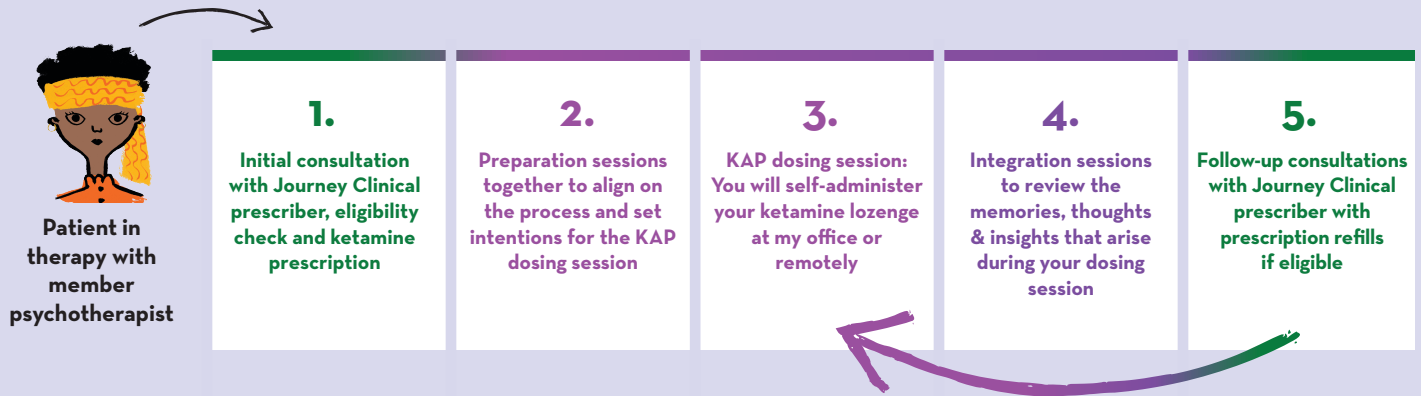 Patient in
therapy with
member
psychotherapist
1.
Initial consultation
with Journey Clinical
prescriber, eligibility
check and ketamine
prescription
2.
Preparation sessions
together to align on
the process and set
intentions for the KAP
dosing session
3.
KAP dosing session:
You will self-administer
your ketamine lozenge
at my office or
remotely
4.
Integration sessions
to review the
memories, thoughts
& insights that arise
during your dosing
session
5.
Follow-up consultations
with Journey Clinical
prescriber with
prescription refills
if eligible